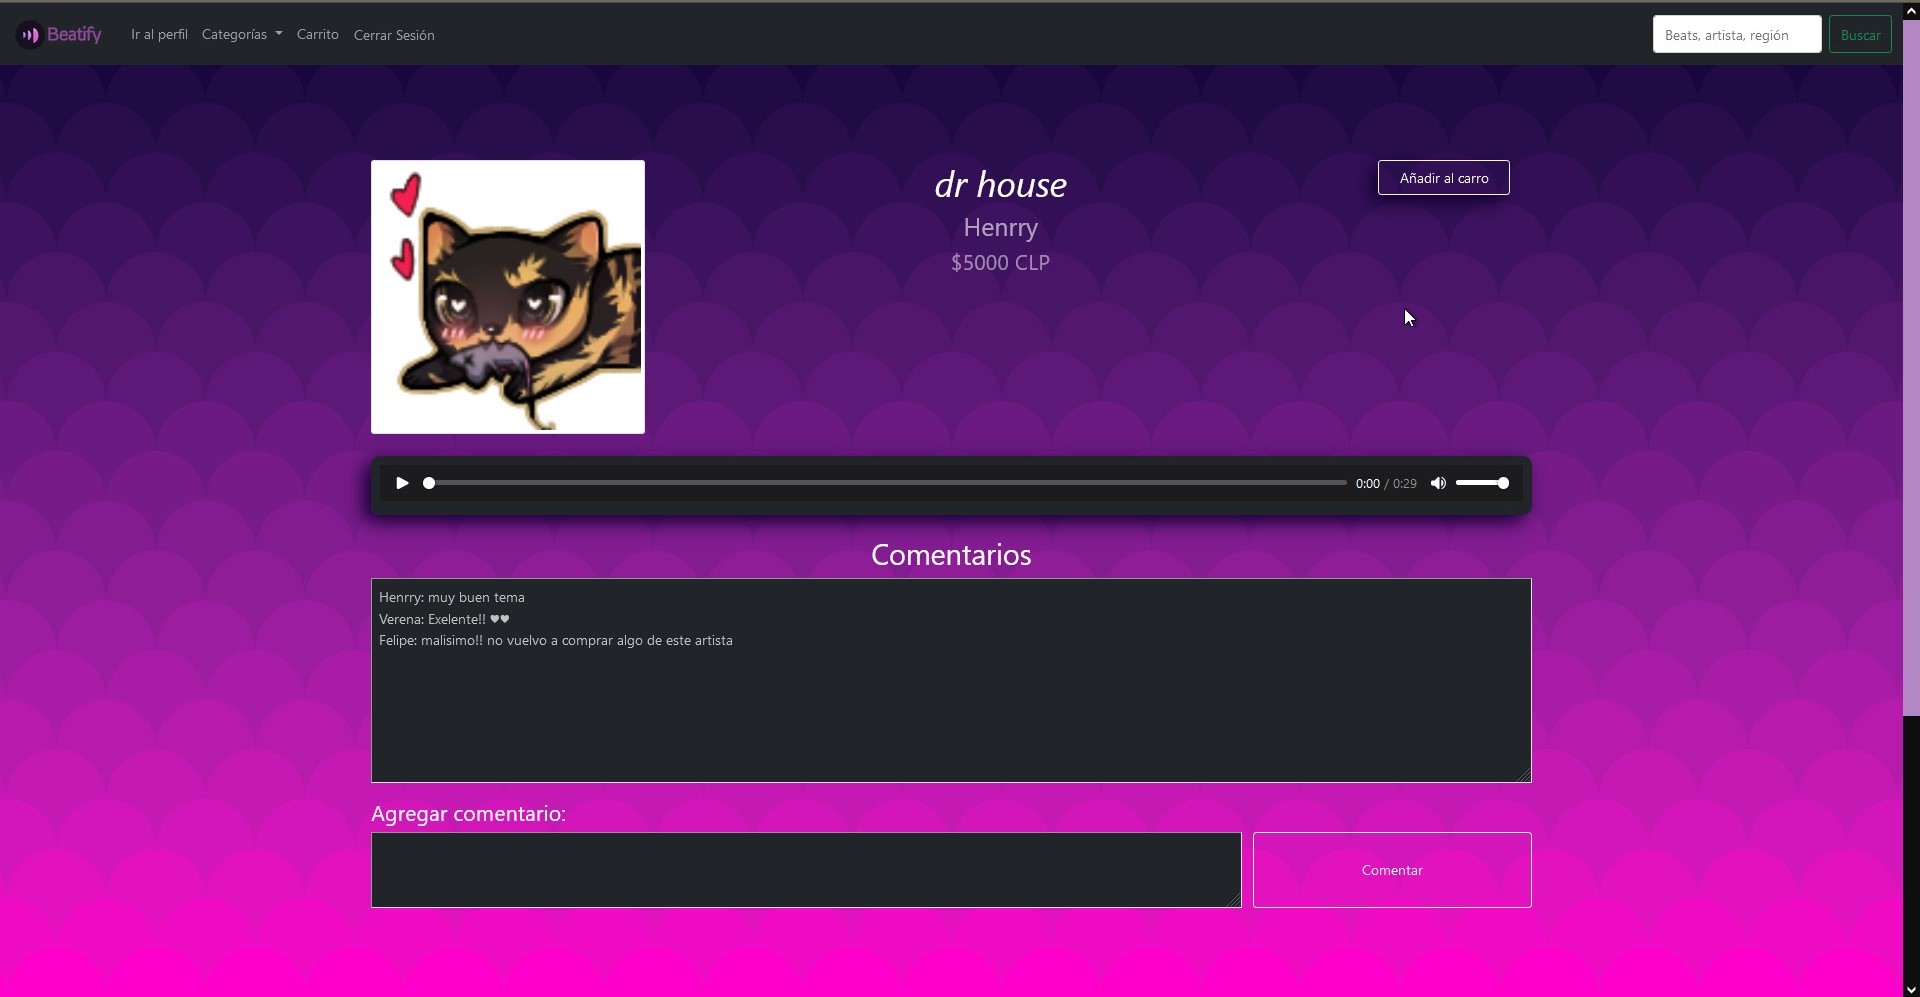 Beatify
Ir al perfil
Categorías
Carrito
Cerrar Sesión
Beats, artista, región
Buscar
dr house
Henrry
$5000 CLP
Añadir al carro
0:00 / 0:29
Comentarios
Henrry: muy buen tema
Verena: Exelente!! ♥♥
Felipe: malisimo!! no vuelvo a comprar algo de este artista
Agregar comentario:
Comentar